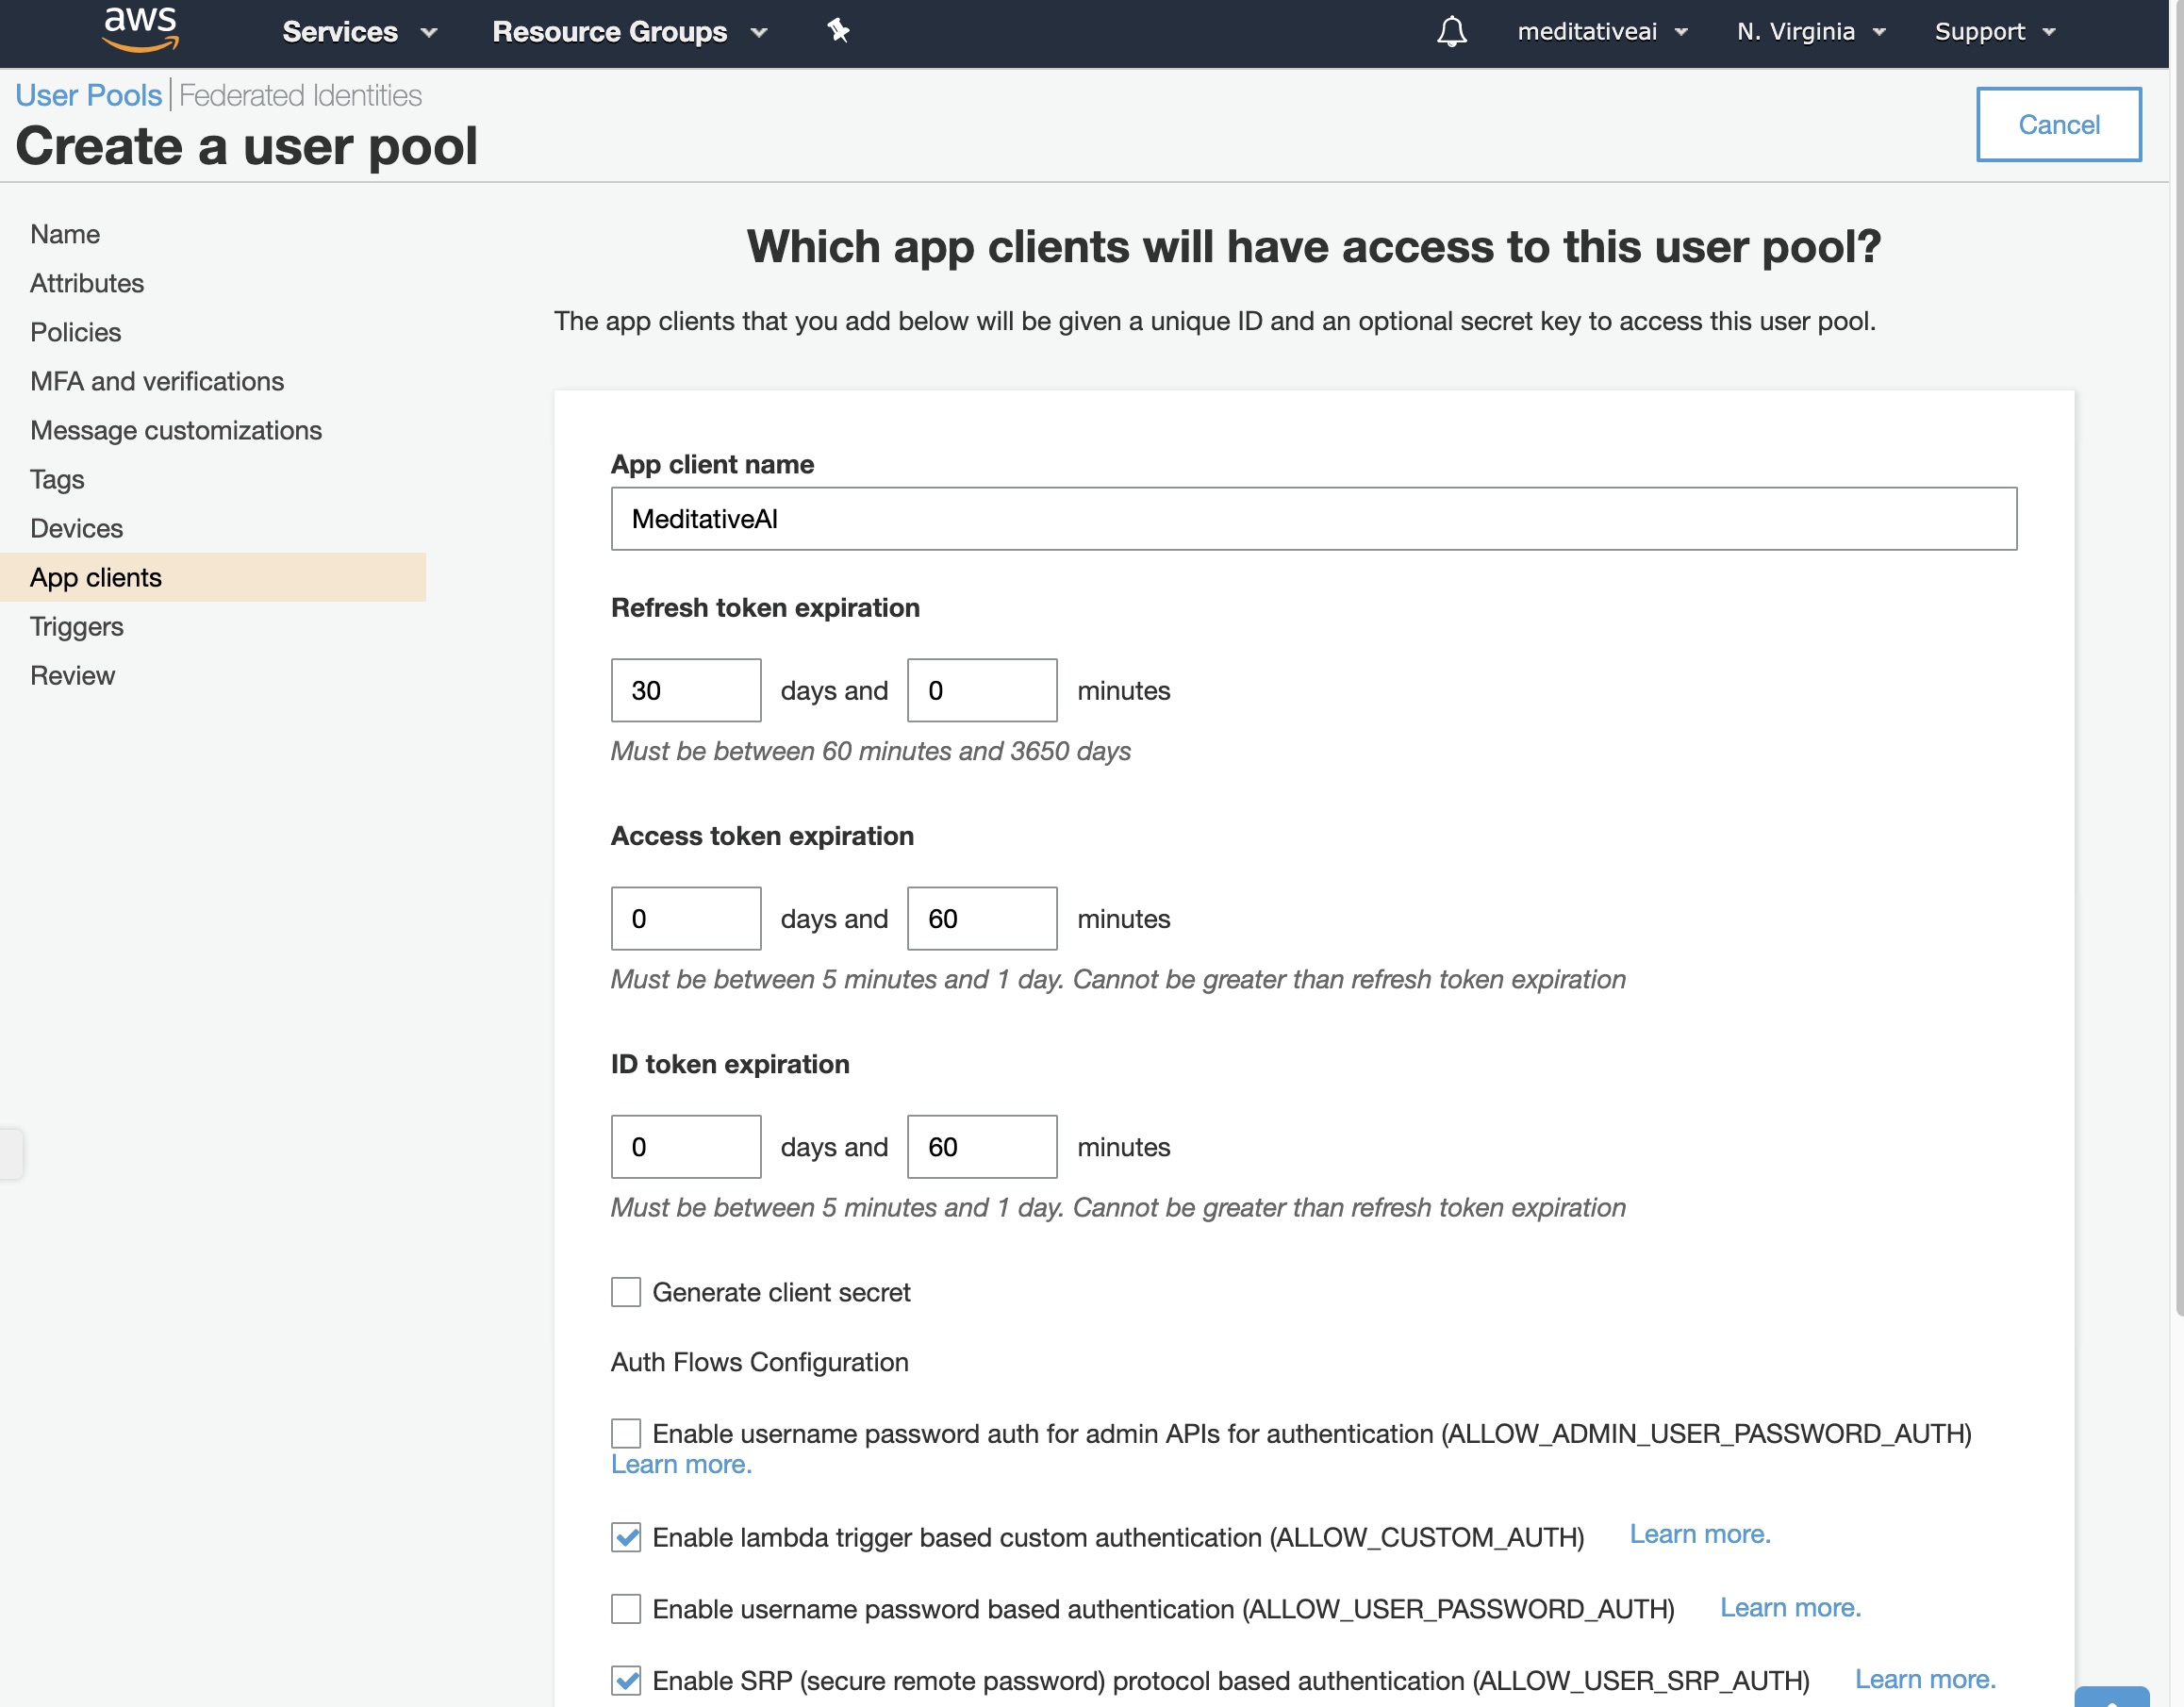 aws Services Resource Groups meditativeai N. Virginia Support
User Pools Federated Identities
Create a user pool
Cancel
Name
Attributes
Policies
MFA and verifications
Message customizations
Tags
Devices
App clients
Triggers
Review
Which app clients will have access to this user pool?
The app clients that you add below will be given a unique ID and an optional secret key to access this user pool.
App client name
MeditativeAI
Refresh token expiration
30 days and 0 minutes
Must be between 60 minutes and 3650 days
Access token expiration
0 days and 60 minutes
Must be between 5 minutes and 1 day. Cannot be greater than refresh token expiration
ID token expiration
0 days and 60 minutes
Must be between 5 minutes and 1 day. Cannot be greater than refresh token expiration
Generate client secret
Auth Flows Configuration
Enable username password auth for admin APIs for authentication (ALLOW_ADMIN_USER_PASSWORD_AUTH)
Learn more.
Enable lambda trigger based custom authentication (ALLOW_CUSTOM_AUTH) Learn more.
Enable username password based authentication (ALLOW_USER_PASSWORD_AUTH) Learn more.
Enable SRP (secure remote password) protocol based authentication (ALLOW_USER_SRP_AUTH) Learn more.